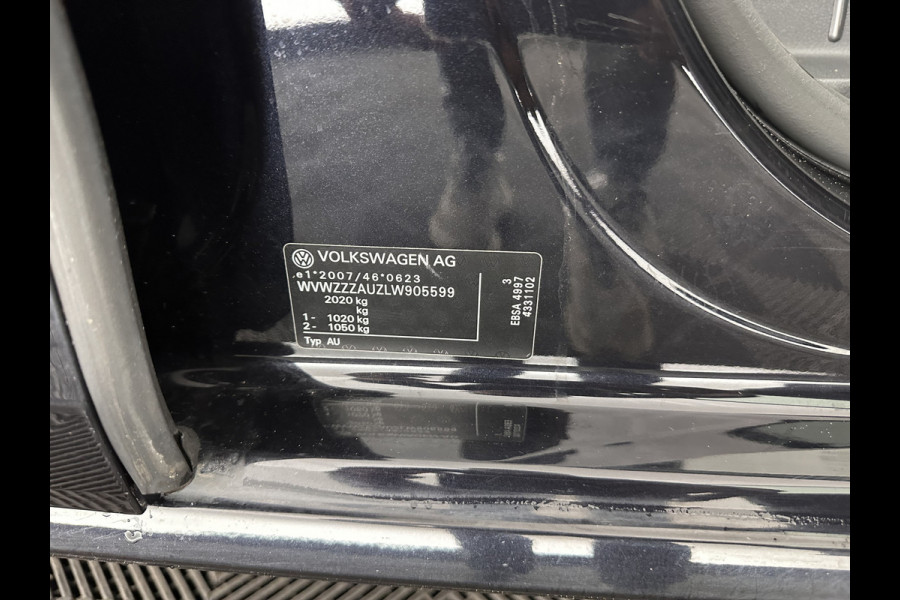 VOLKSWAGEN AG
e1*2007/46*0623
WVWZZZAUZLW905599
2020 kg
kg
1- 1020 kg
2- 1050 kg
Typ AU
3
EBSA 4997
4331102